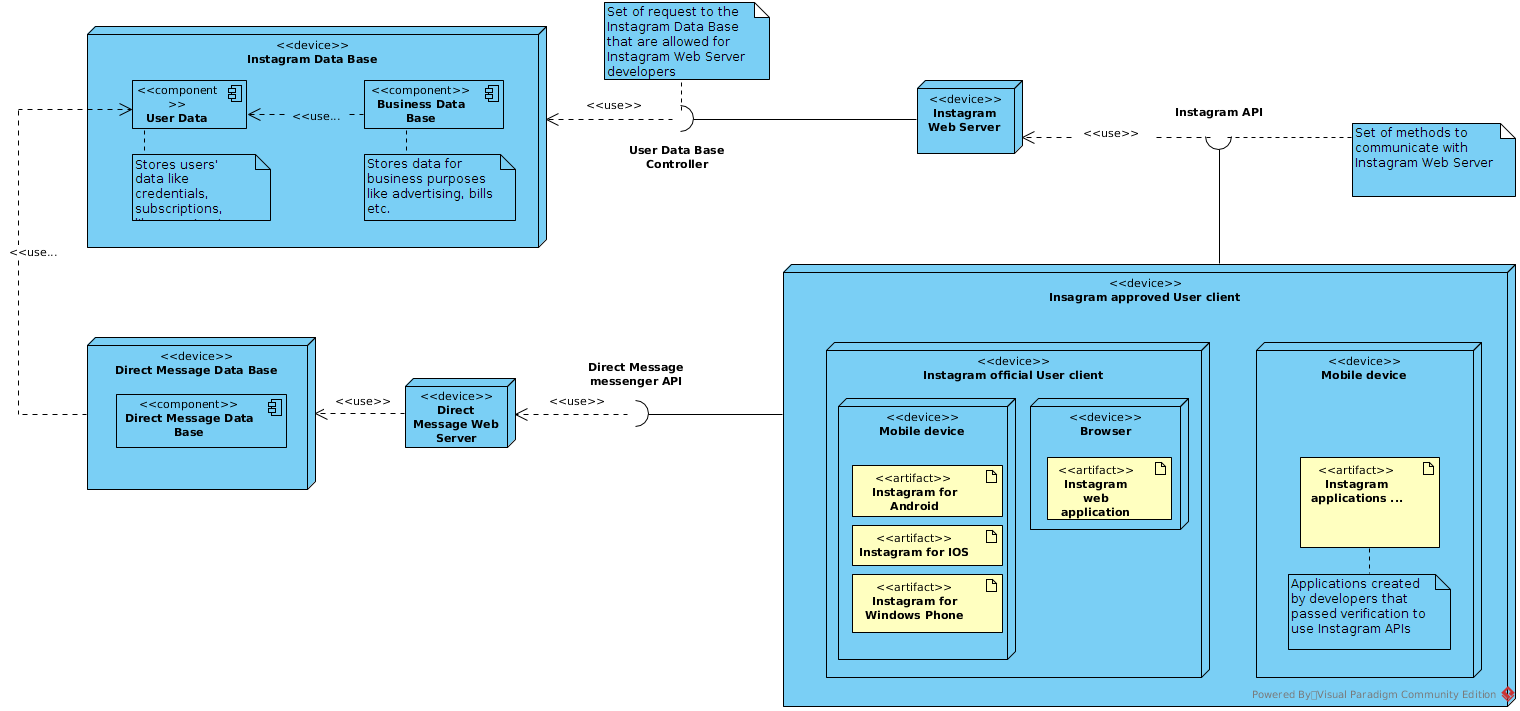 Set of request to the
Instagram Data Base
that are allowed for
Instagram Web Server
developers
<<device>>
Instagram Data Base
<<component
>>
User Data
<<use...
<<component>>
Business Data
Base
Stores users'
data like
credentials,
subscriptions,
Stores data for
business purposes
like advertising, bills
etc.
<<use>>
User Data Base
Controller
<<device>>
Instagram
Web Server
<<use>>
Instagram API
Set of methods to
communicate with
Instagram Web Server
<<use...
<<device>>
Direct Message Data Base
<<component>>
Direct Message Data
Base
<<use>>
<<device>>
Direct
Message Web
Server
Direct Message
messenger API
<<use>>
<<device>>
Insagram approved User client
<<device>>
Instagram official User client
<<device>>
Mobile device
<<artifact>>
Instagram for
Android
<<artifact>>
Instagram for IOS
<<artifact>>
Instagram for
Windows Phone
<<device>>
Browser
<<artifact>>
Instagram
web
application
<<device>>
Mobile device
<<artifact>>
Instagram
applications ...
Applications created
by developers that
passed verification to
use Instagram APIs
Powered By Visual Paradigm Community Edition